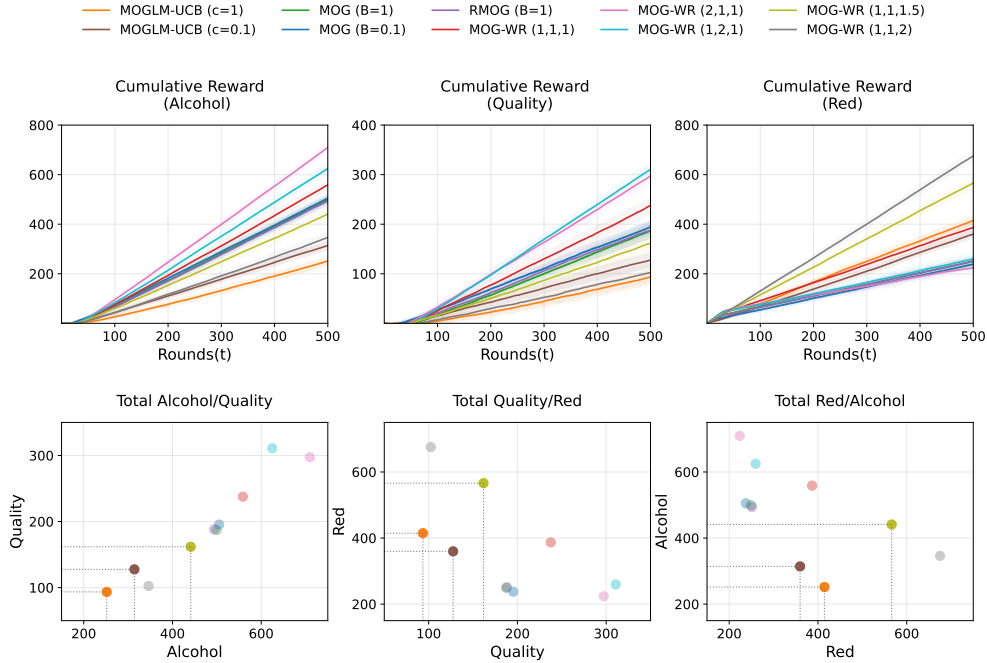 MOGLM-UCB (c=1) MOG (B=1) RMOG (B=1) MOG-WR (2,1,1) MOG-WR (1,1,1.5)
MOGLM-UCB (c=0.1) MOG (B=0.1) MOG-WR (1,1,1) MOG-WR (1,2,1) MOG-WR (1,1,2)
Cumulative Reward
(Alcohol)
800
600
400
200
100 200 300 400 500
Rounds(t)
Cumulative Reward
(Quality)
400
300
200
100
100 200 300 400 500
Rounds(t)
Cumulative Reward
(Red)
800
600
400
200
100 200 300 400 500
Rounds(t)
Total Alcohol/Quality
Quality
300
200
100
200 400 600
Alcohol
Total Quality/Red
Red
600
400
200
100 200 300
Quality
Total Red/Alcohol
Alcohol
600
400
200
200 400 600
Red